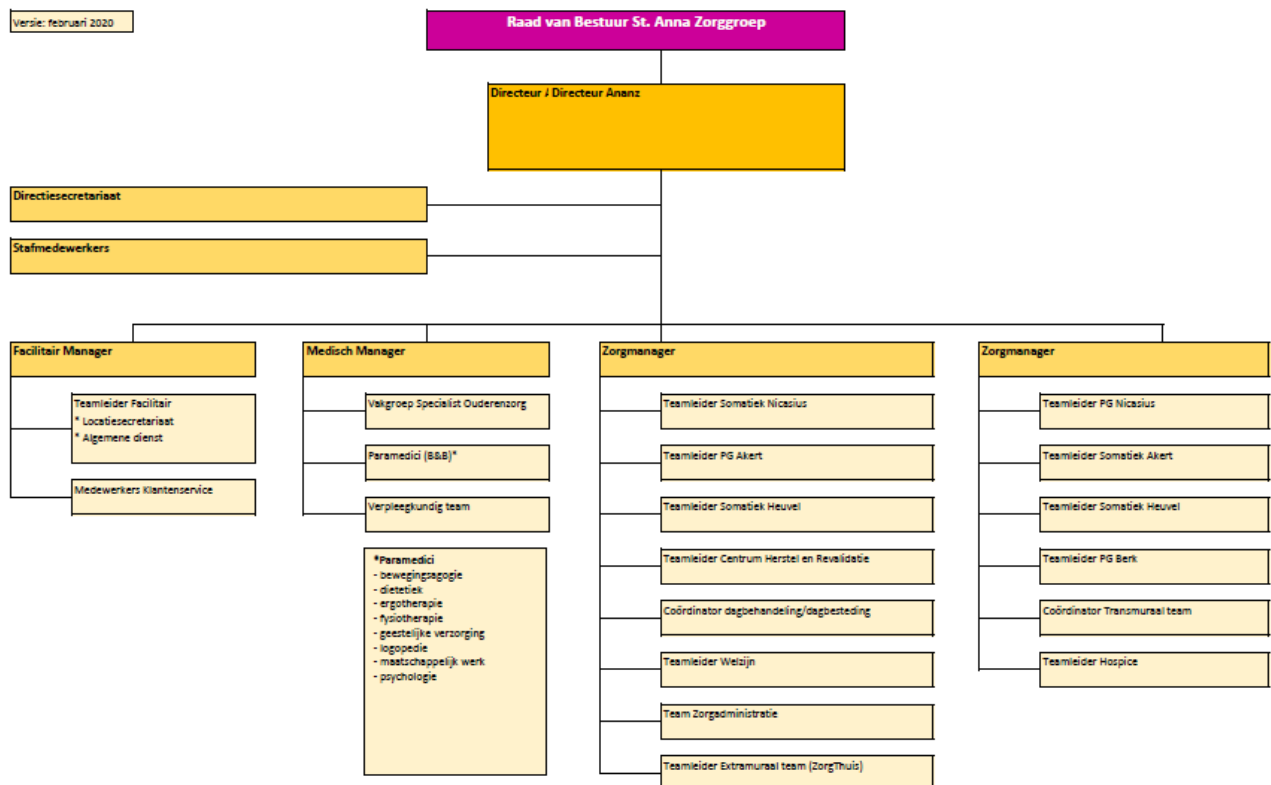 Versie: februari 2020
Raad van Bestuur St. Anna Zorggroep
Directeur / Directeur Ananz
Directiesecretariaat
Stafmedewerkers
Facilitair Manager
Teamleider Facilitair
* Locatiesecretariaat
* Algemene dienst
Medewerkers Klantenservice
Medisch Manager
Vakgroep Specialist Ouderenzorg
Paramedici (B&B)*
Verpleegkundig team
*Paramedici
- bewegingsagogie
- dietetiek
- ergotherapie
- fysiotherapie
- geestelijke verzorging
- logopedie
- maatschappelijk werk
- psychologie
Zorgmanager
Teamleider Somatiek Nicasius
Teamleider PG Akert
Teamleider Somatiek Heuvel
Teamleider Centrum Herstel en Revalidatie
Coördinator dagbehandeling/dagbesteding
Teamleider Welzijn
Team Zorgadministratie
Teamleider Extramuraal team (ZorgThuis)
Zorgmanager
Teamleider PG Nicasius
Teamleider Somatiek Akert
Teamleider Somatiek Heuvel
Teamleider PG Berk
Coördinator Transmuraal team
Teamleider Hospice